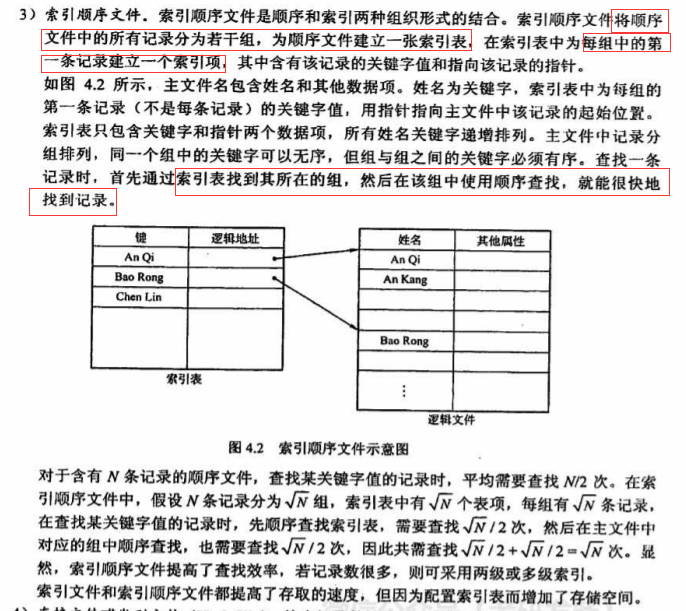 3）索引顺序文件．索引顺序文件是顺序和索引两种组织形式的结合。索引顺序文件将顺序
文件中的所有记录分为若干组，为顺序文件建立一张索引表，在索引表中为每组中的第
一条记录建立一个索引项，其中含有该记录的关键字值和指向该记录的指针。
如图 4.2 所示，主文件名包含姓名和其他数据项。姓名为关键字，索引表中为每组的
第一条记录（不是每条记录）的关键字值，用指针指向主文件中该记录的起始位置。
索引表只包含关键字和指针两个数据项，所有姓名关键字递增排列。主文件中记录分
组排列，同一个组中的关键字可以无序，但组与组之间的关键字必须有序。查找一条
记录时，首先通过索引表找到其所在的组，然后在该组中使用顺序查找，就能很快地
找到记录。
键 逻辑地址
An Qi
Bao Rong
Chen Lin
索引表
姓名 其他属性
An Qi
An Kang
Bao Rong
⋮
逻辑文件
图 4.2 索引顺序文件示意图
对于含有 N 条记录的顺序文件，查找某关键字值的记录时，平均需要查找 N/2 次。在索
引顺序文件中，假设 N 条记录分为 √N 组，索引表中有 √N 个表项，每组有 √N 条记录，
在查找某关键字值的记录时，先顺序查找索引表，需要查找 √N / 2 次，然后在主文件中
对应的组中顺序查找，也需要查找 √N / 2 次，因此共需查找 √N / 2 + √N / 2 = √N 次。显
然，索引顺序文件提高了查找效率，若记录数很多，则可采用两级或多级索引。
索引文件和索引顺序文件都提高了存取的速度，但因为配置索引表而增加了存储空间。